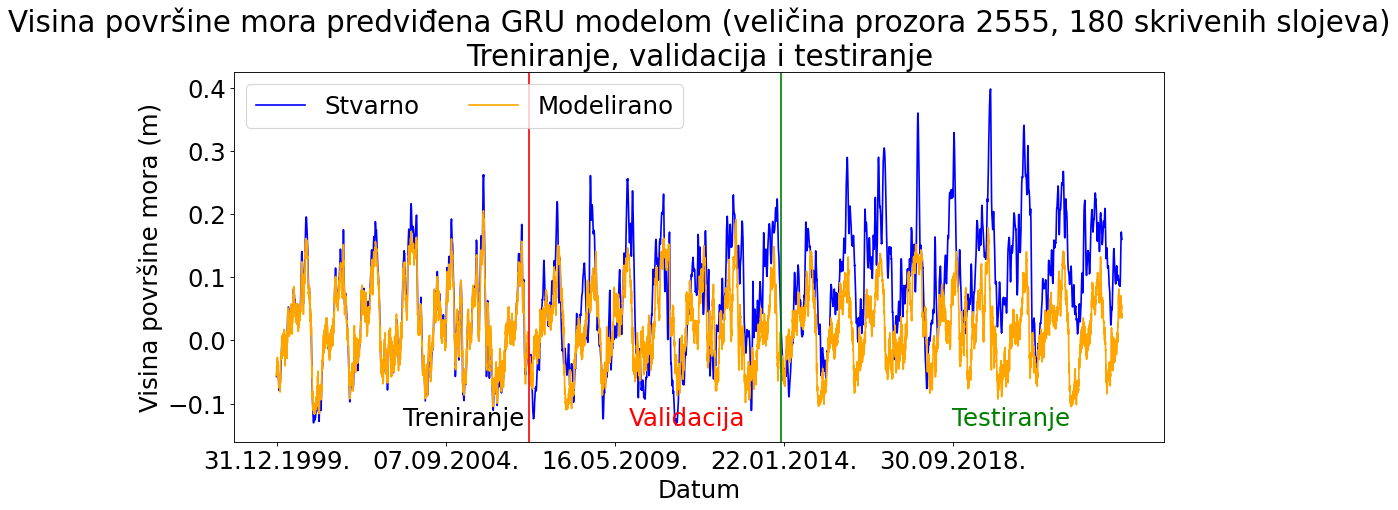 Visina površine mora predviđena GRU modelom (veličina prozora 2555, 180 skrivenih slojeva)
Treniranje, validacija i testiranje
Stvarno
Modelirano
Visina površine mora (m)
0.4
0.3
0.2
0.1
0.0
−0.1
Treniranje
Validacija
Testiranje
31.12.1999.
07.09.2004.
16.05.2009.
22.01.2014.
30.09.2018.
Datum